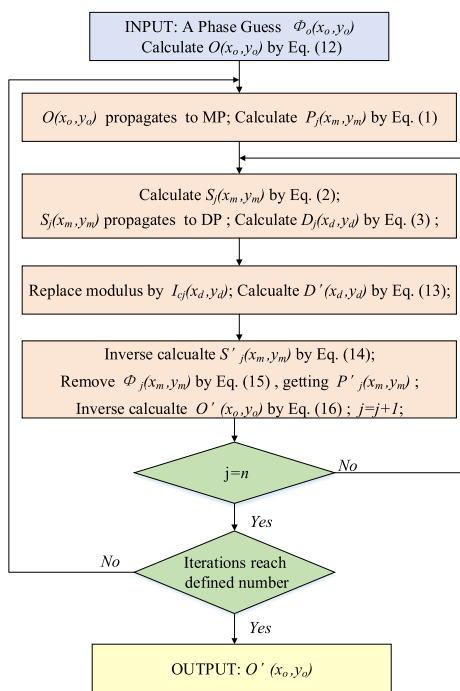 INPUT: A Phase Guess Φo(xo,yo)
Calculate O(xo,yo) by Eq. (12)
O(xo,yo) propagates to MP; Calculate Pj(xm,ym) by Eq. (1)
Calculate Sj(xm,ym) by Eq. (2);
Sj(xm,ym) propagates to DP ; Calculate Dj(xd,yd) by Eq. (3) ;
Replace modulus by Icj(xd,yd); Calcualte D′(xd,yd) by Eq. (13);
Inverse calcualte S′j(xm,ym) by Eq. (14);
Remove Φj(xm,ym) by Eq. (15) , getting P′j(xm,ym) ;
Inverse calcualte O′(xo,yo) by Eq. (16) ; j=j+1;
j=n
No
Yes
No
Iterations reach
defined number
Yes
OUTPUT: O′ (xo,yo)